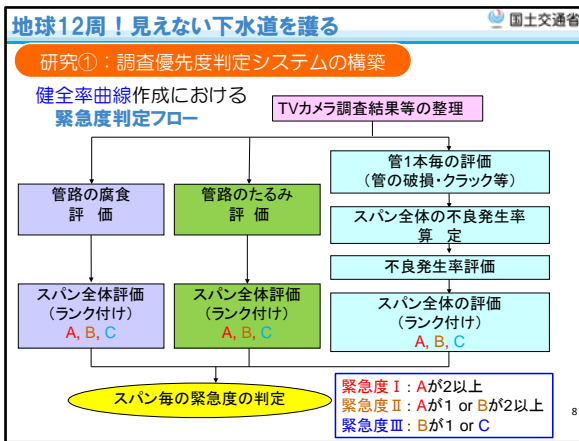 地球12周！見えない下水道を護る
国土交通省
研究①：調査優先度判定システムの構築
健全率曲線作成における
緊急度判定フロー
TVカメラ調査結果等の整理
管路の腐食
評　価
スパン全体評価
(ランク付け)
A, B, C
管路のたるみ
評　価
スパン全体評価
(ランク付け)
A, B, C
管1本毎の評価
(管の破損・クラック等)
スパン全体の不良発生率
算　定
不良発生率評価
スパン全体の評価
(ランク付け)
A, B, C
スパン毎の緊急度の判定
緊急度Ⅰ：Aが2以上
緊急度Ⅱ：Aが1 or Bが2以上
緊急度Ⅲ：Bが1 or C
8